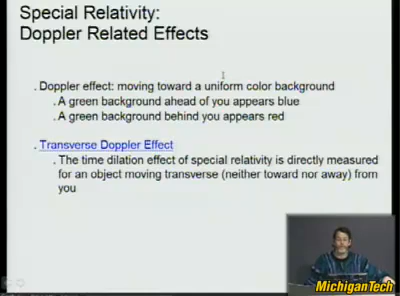 Special Relativity:
Doppler Related Effects
. Doppler effect: moving toward a uniform color background
. A green background ahead of you appears blue
. A green background behind you appears red
. Transverse Doppler Effect
. The time dilation effect of special relativity is directly measured
for an object moving transverse (neither toward nor away) from
you
MichiganTech